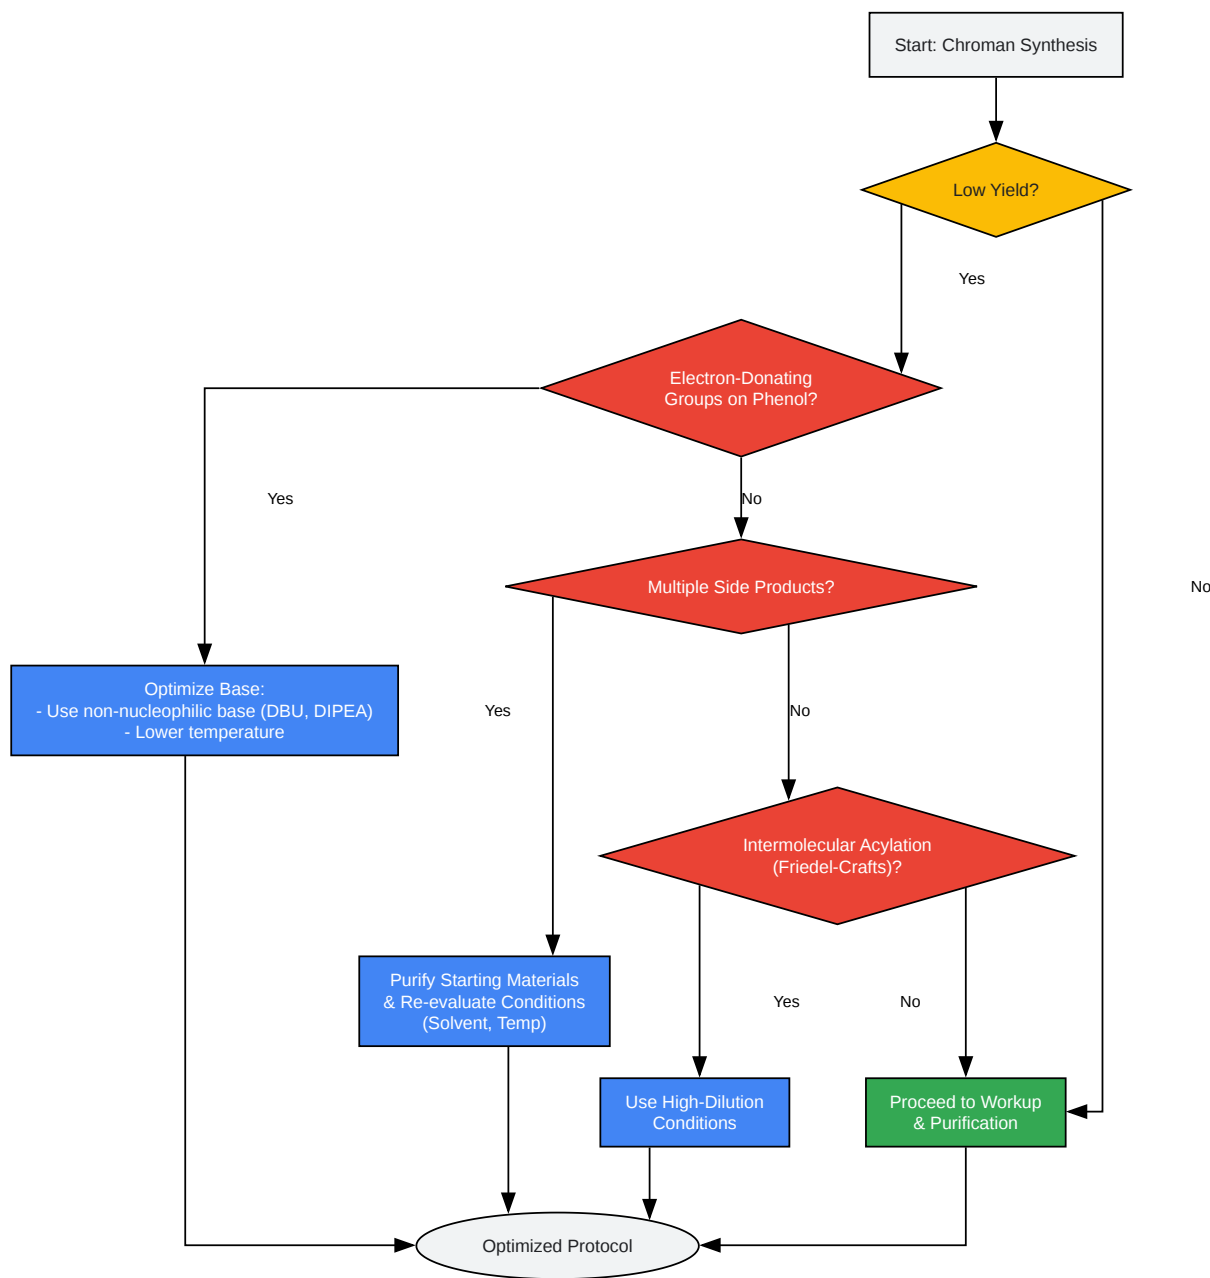 Start: Chroman Synthesis
Low Yield?
Yes
Electron-Donating
Groups on Phenol?
Yes
No
Multiple Side Products?
No
Optimize Base:
- Use non-nucleophilic base (DBU, DIPEA)
- Lower temperature
Yes
No
Intermolecular Acylation
(Friedel-Crafts)?
Purify Starting Materials
& Re-evaluate Conditions
(Solvent, Temp)
Yes
No
Use High-Dilution
Conditions
Proceed to Workup
& Purification
Optimized Protocol